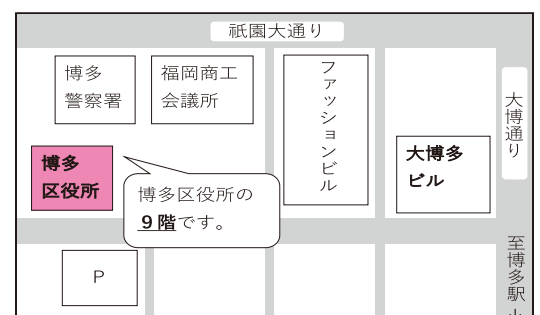 祇園大通り
博多
警察署
福岡商工
会議所
ファッションビル
大博通り
博多
区役所
大博多
ビル
博多区役所の
9階です。
至博多駅
P